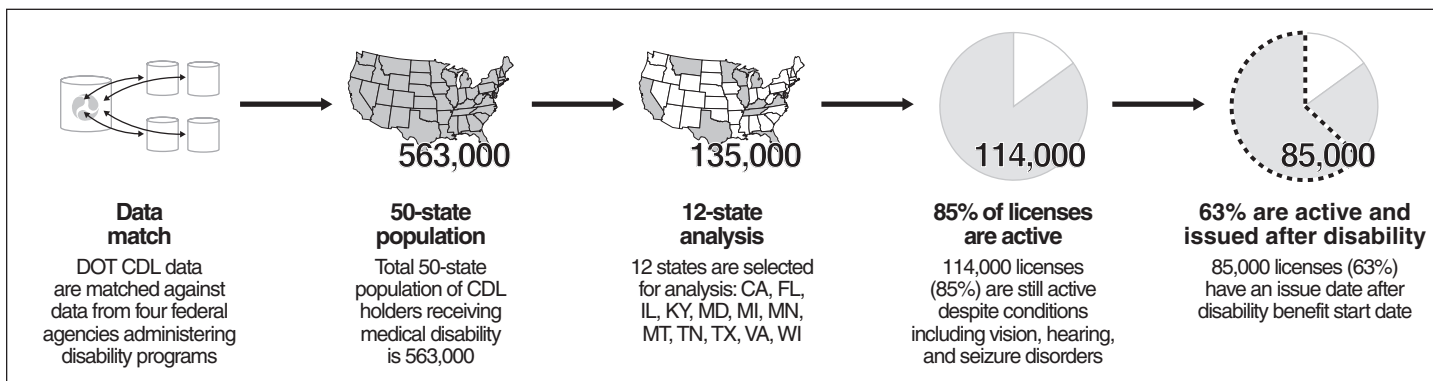 563,000
135,000
114,000
85,000
Data
match
DOT CDL data
are matched against
data from four federal
agencies administering
disability programs
50-state
population
Total 50-state
population of CDL
holders receiving
medical disability
is 563,000
12-state
analysis
12 states are selected
for analysis: CA, FL,
IL, KY, MD, MI, MN,
MT, TN, TX, VA, WI
85% of licenses
are active
114,000 licenses
(85%) are still active
despite conditions
including vision, hearing,
and seizure disorders
63% are active and
issued after disability
85,000 licenses (63%)
have an issue date after
disability benefit start date